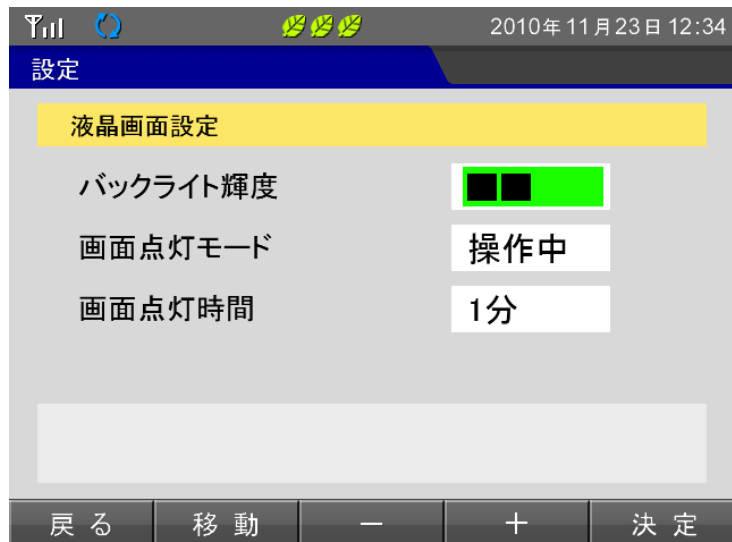 2010年11月23日 12:34
設定
液晶画面設定
バックライト輝度
画面点灯モード 操作中
画面点灯時間 1分
戻る 移動 － ＋ 決定